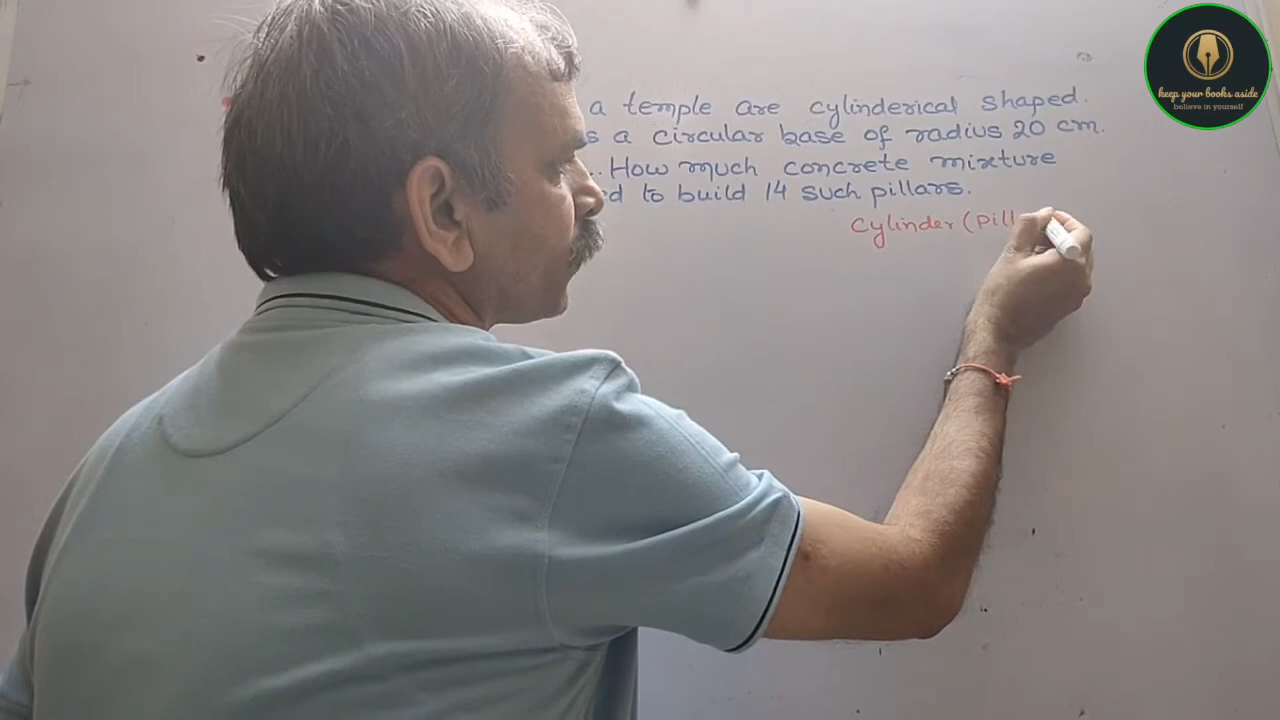 a temple are cylinderical shaped.
a circular base of radius 20 cm.
..How much concrete mixture
to build 14 such pillars.
Cylinder (Pill
keep your books aside
believe in yourself